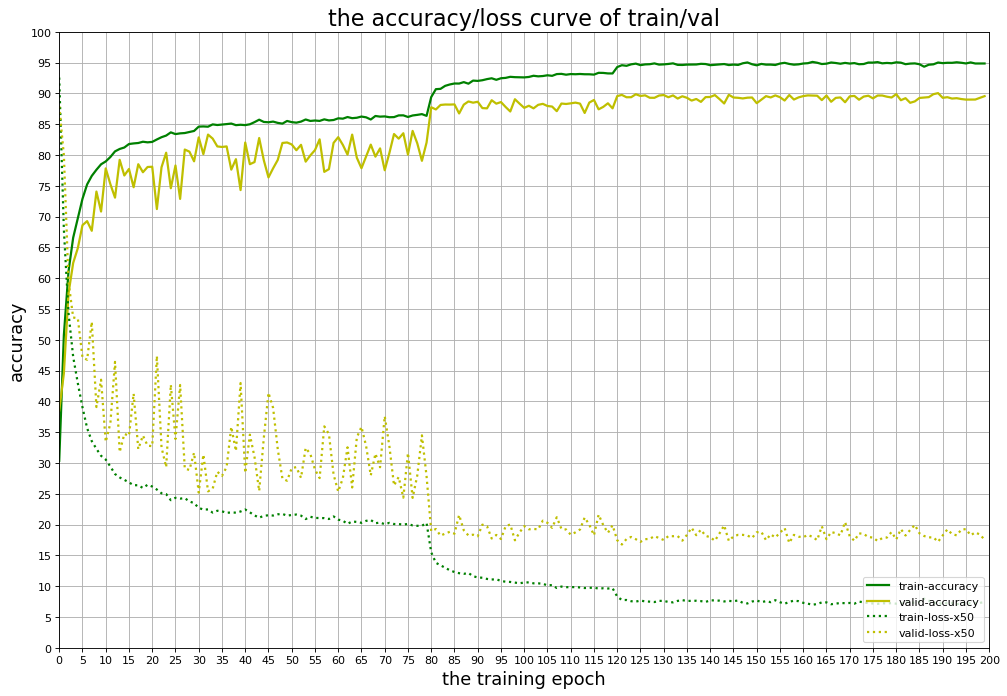 the accuracy/loss curve of train/val
100
95
90
85
80
75
70
65
60
55
50
45
40
35
30
25
20
15
10
5
0
accuracy
train-accuracy
valid-accuracy
train-loss-x50
valid-loss-x50
0 5 10 15 20 25 30 35 40 45 50 55 60 65 70 75 80 85 90 95 100 105 110 115 120 125 130 135 140 145 150 155 160 165 170 175 180 185 190 195 200
the training epoch